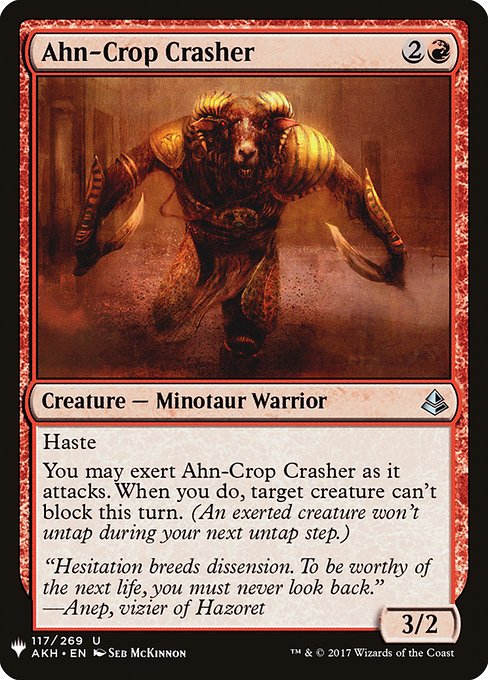 Ahn-Crop Crasher 2
Creature — Minotaur Warrior
Haste
You may exert Ahn-Crop Crasher as it
attacks. When you do, target creature can't
block this turn. (An exerted creature won't
untap during your next untap step.)
"Hesitation breeds dissension. To be worthy of
the next life, you must never look back."
—Anep, vizier of Hazoret
3/2
117/269 U
AKH • EN Seb McKinnon
™ & © 2017 Wizards of the Coast